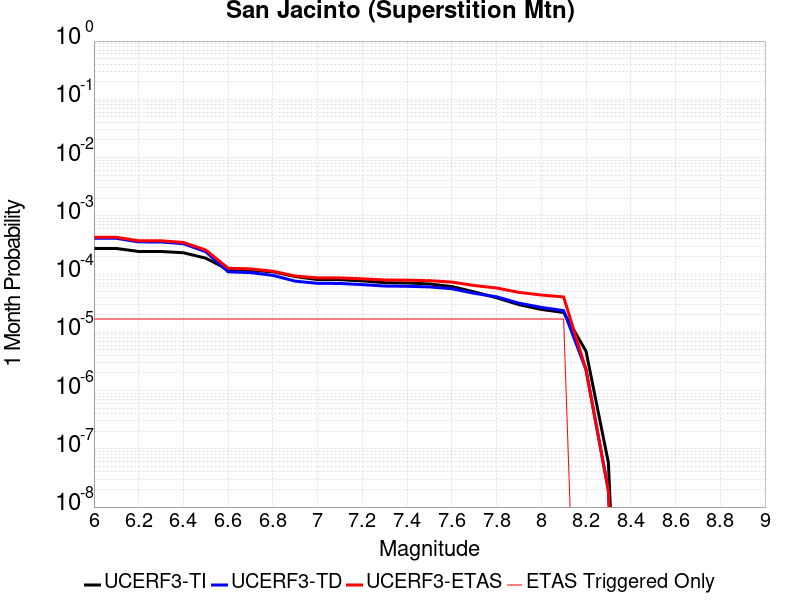 San Jacinto (Superstition Mtn)
10^0
10^-1
10^-2
10^-3
10^-4
10^-5
10^-6
10^-7
10^-8
1 Month Probability
6 6.2 6.4 6.6 6.8 7 7.2 7.4 7.6 7.8 8 8.2 8.4 8.6 8.8 9
Magnitude
UCERF3-TI UCERF3-TD UCERF3-ETAS ETAS Triggered Only